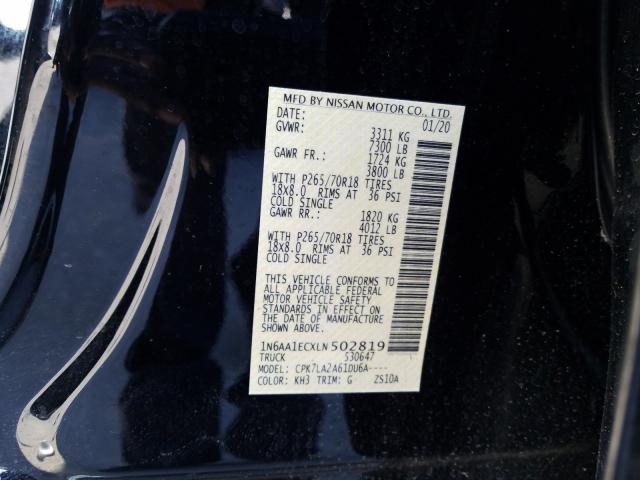 MFD BY NISSAN MOTOR CO., LTD.
DATE: 01/20
GVWR: 3311 KG
7300 LB
GAWR FR.: 1724 KG
3800 LB
WITH P265/70R18 TIRES
18x8.0 RIMS AT 36 PSI
COLD SINGLE
GAWR RR.: 1820 KG
4012 LB
WITH P265/70R18 TIRES
18x8.0 RIMS AT 36 PSI
COLD SINGLE
THIS VEHICLE CONFORMS TO
ALL APPLICABLE FEDERAL
MOTOR VEHICLE SAFETY
STANDARDS IN EFFECT ON
THE DATE OF MANUFACTURE
SHOWN ABOVE.
1N6AA1ECXLN502819
TRUCK 530647
MODEL: CPK7LA2A61DU6A----
COLOR: KH3 TRIM: G ZS1DA